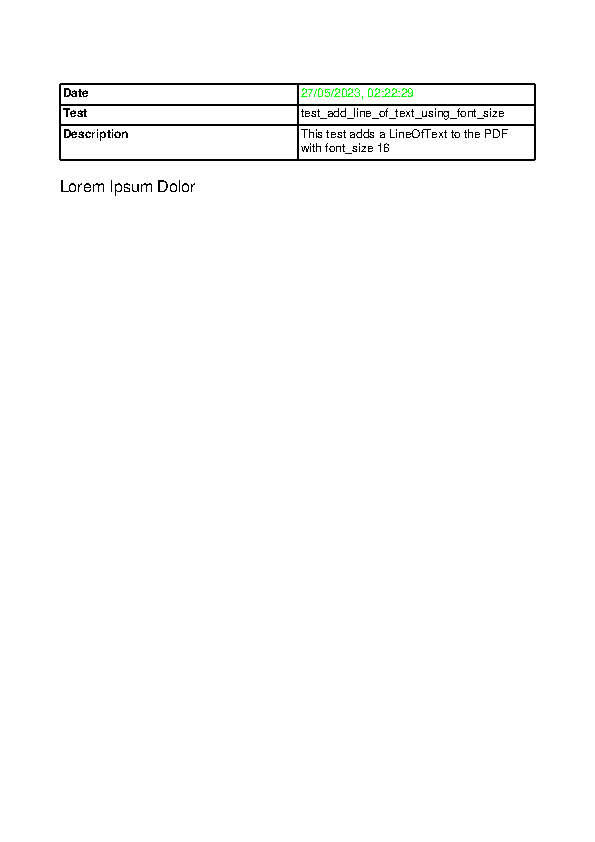 Date 27/05/2023, 02:22:29
Test test_add_line_of_text_using_font_size
Description This test adds a LineOfText to the PDF
with font_size 16
Lorem Ipsum Dolor